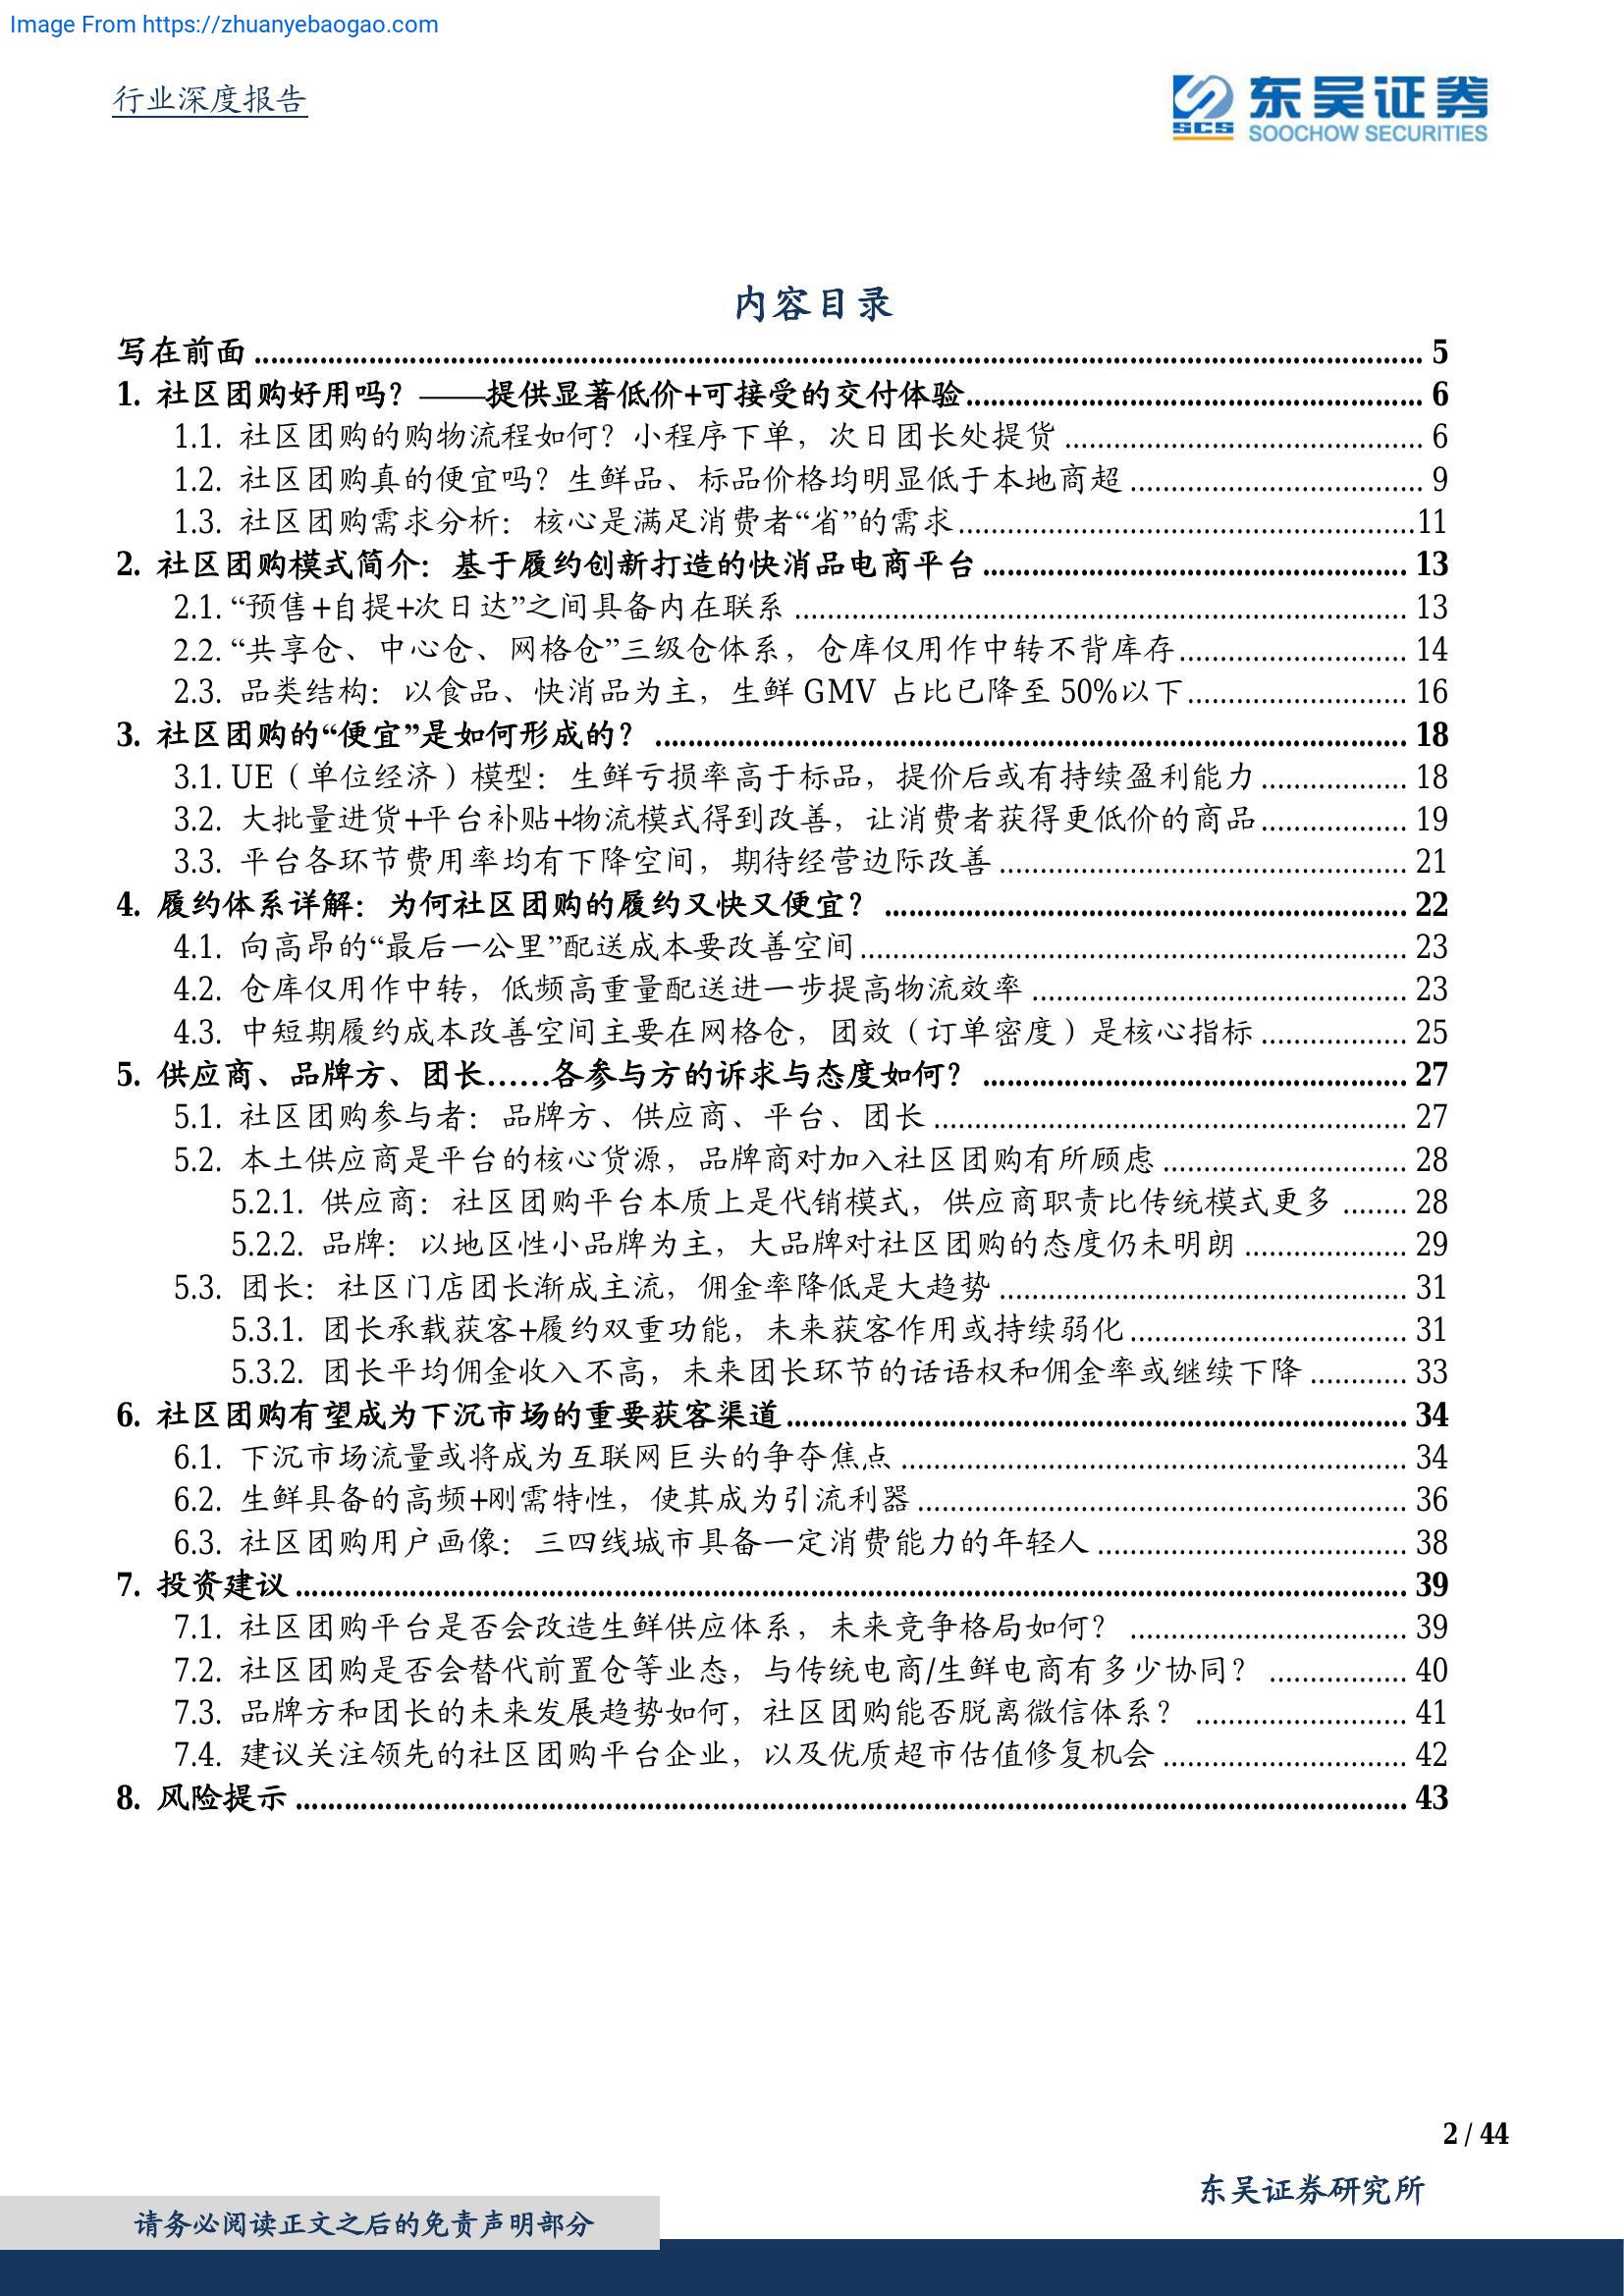 Image From https://zhuanyebaogao.com
行业深度报告
SCS 东吴证券
SOOCHOW SECURITIES
内容目录
写在前面 ........ 5
1. 社区团购好用吗？——提供显著低价+可接受的交付体验........ 6
1.1. 社区团购的购物流程如何？小程序下单，次日团长处提货 ........ 6
1.2. 社区团购真的便宜吗？生鲜品、标品价格均明显低于本地商超 ........ 9
1.3. 社区团购需求分析：核心是满足消费者“省”的需求........11
2. 社区团购模式简介：基于履约创新打造的快消品电商平台 ........ 13
2.1. “预售+自提+次日达”之间具备内在联系 ........ 13
2.2. “共享仓、中心仓、网格仓”三级仓体系，仓库仅用作中转不背库存........ 14
2.3. 品类结构：以食品、快消品为主，生鲜 GMV 占比已降至 50%以下........ 16
3. 社区团购的“便宜”是如何形成的？ ........ 18
3.1. UE（单位经济）模型：生鲜亏损率高于标品，提价后或有持续盈利能力 ........ 18
3.2. 大批量进货+平台补贴+物流模式得到改善，让消费者获得更低价的商品........ 19
3.3. 平台各环节费用率均有下降空间，期待经营边际改善 ........ 21
4. 履约体系详解：为何社区团购的履约又快又便宜？ ........ 22
4.1. 向高昂的“最后一公里”配送成本要改善空间........ 23
4.2. 仓库仅用作中转，低频高重量配送进一步提高物流效率 ........ 23
4.3. 中短期履约成本改善空间主要在网格仓，团效（订单密度）是核心指标 ........ 25
5. 供应商、品牌方、团长……各参与方的诉求与态度如何？ ........ 27
5.1. 社区团购参与者：品牌方、供应商、平台、团长 ........ 27
5.2. 本土供应商是平台的核心货源，品牌商对加入社区团购有所顾虑 ........ 28
5.2.1. 供应商：社区团购平台本质上是代销模式，供应商职责比传统模式更多 ........ 28
5.2.2. 品牌：以地区性小品牌为主，大品牌对社区团购的态度仍未明朗 ........ 29
5.3. 团长：社区门店团长渐成主流，佣金率降低是大趋势 ........ 31
5.3.1. 团长承载获客+履约双重功能，未来获客作用或持续弱化 ........ 31
5.3.2. 团长平均佣金收入不高，未来团长环节的话语权和佣金率或继续下降 ........ 33
6. 社区团购有望成为下沉市场的重要获客渠道 ........ 34
6.1. 下沉市场流量或将成为互联网巨头的争夺焦点 ........ 34
6.2. 生鲜具备的高频+刚需特性，使其成为引流利器 ........ 36
6.3. 社区团购用户画像：三四线城市具备一定消费能力的年轻人 ........ 38
7. 投资建议 ........ 39
7.1. 社区团购平台是否会改造生鲜供应体系，未来竞争格局如何？ ........ 39
7.2. 社区团购是否会替代前置仓等业态，与传统电商/生鲜电商有多少协同？ ........ 40
7.3. 品牌方和团长的未来发展趋势如何，社区团购能否脱离微信体系？ ........ 41
7.4. 建议关注领先的社区团购平台企业，以及优质超市估值修复机会 ........ 42
8. 风险提示 ........ 43
2 / 44
东吴证券研究所
请务必阅读正文之后的免责声明部分